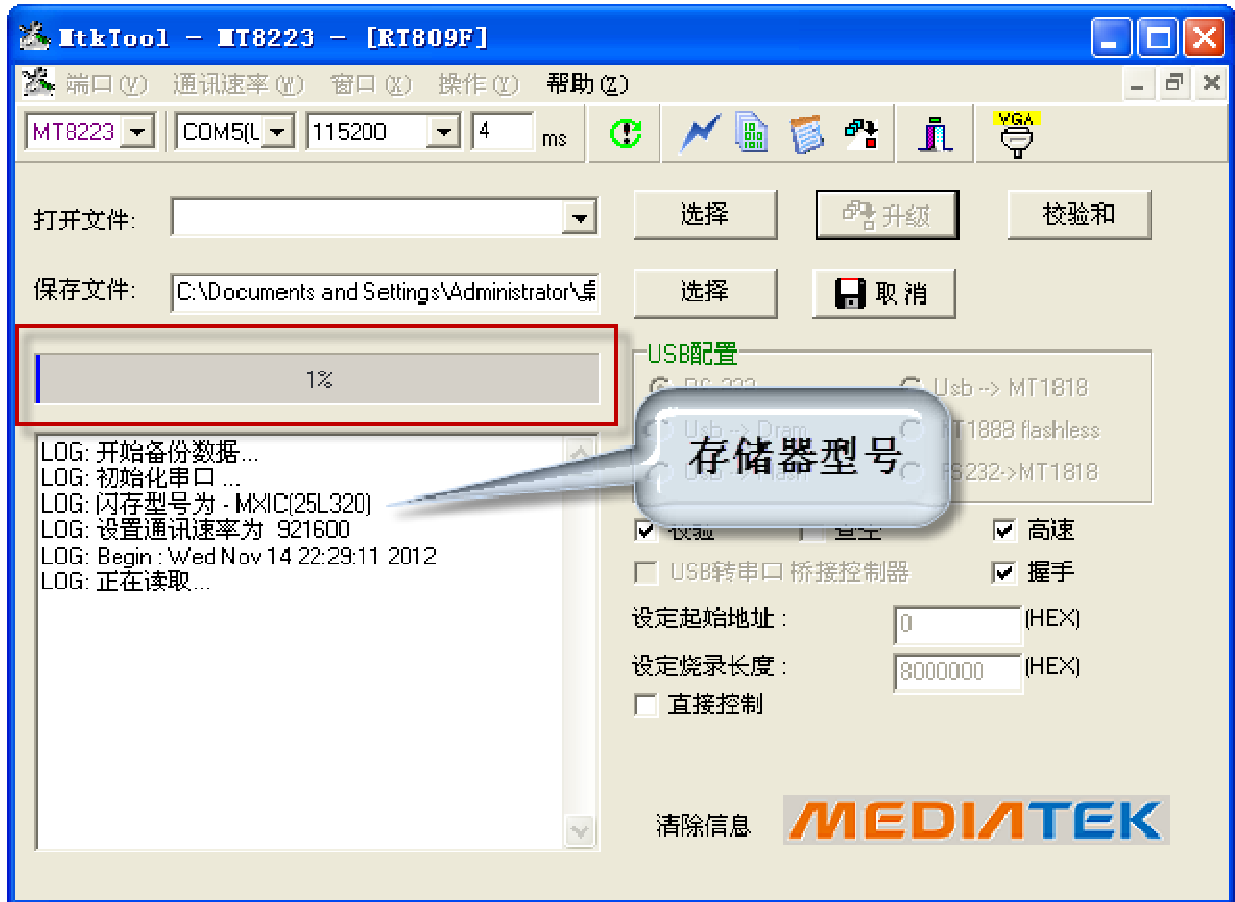 MtkTool - MT8223 - [RT809F]
端口(V) 通讯速率(W) 窗口(X) 操作(Y) 帮助(Z)
MT8223 COM5(L 115200 4 ms VGA
打开文件: 选择 升级 校验和
保存文件: C:\Documents and Settings\Administrator\桌 选择 取消
1%
USB配置
Usb --> MT1818
Usb --> Dram 1888 flashless
232->MT1818
存储器型号
LOG: 开始备份数据...
LOG: 初始化串口 ...
LOG: 闪存型号为 - MXIC(25L320)
LOG: 设置通讯速率为 921600
LOG: Begin : Wed Nov 14 22:29:11 2012
LOG: 正在读取...
校验 查空 高速
USB转串口 桥接控制器 握手
设定起始地址 : 0 (HEX)
设定烧录长度 : 8000000 (HEX)
直接控制
清除信息 MEDIATEK